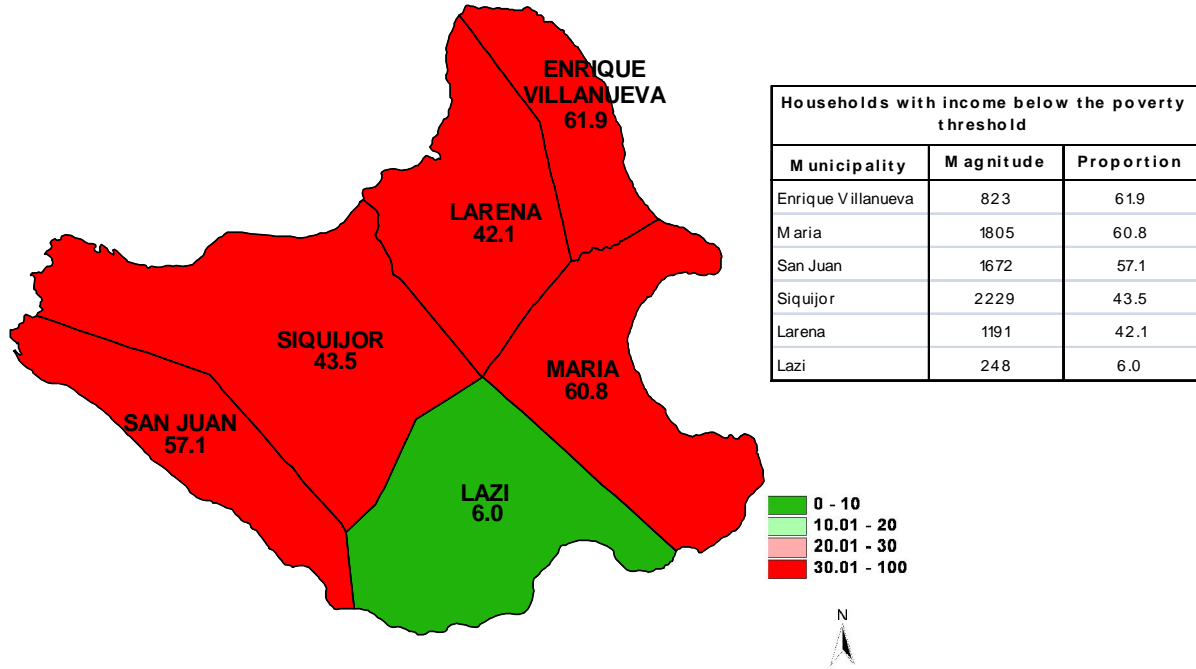 ENRIQUE
VILLANUEVA
61.9
LARENA
42.1
SIQUIJOR
43.5
MARIA
60.8
SAN JUAN
57.1
LAZI
6.0
Households with income below the poverty
threshold
Municipality Magnitude Proportion
Enrique Villanueva 823 61.9
Maria 1805 60.8
San Juan 1672 57.1
Siquijor 2229 43.5
Larena 1191 42.1
Lazi 248 6.0
0 - 10
10.01 - 20
20.01 - 30
30.01 - 100
N